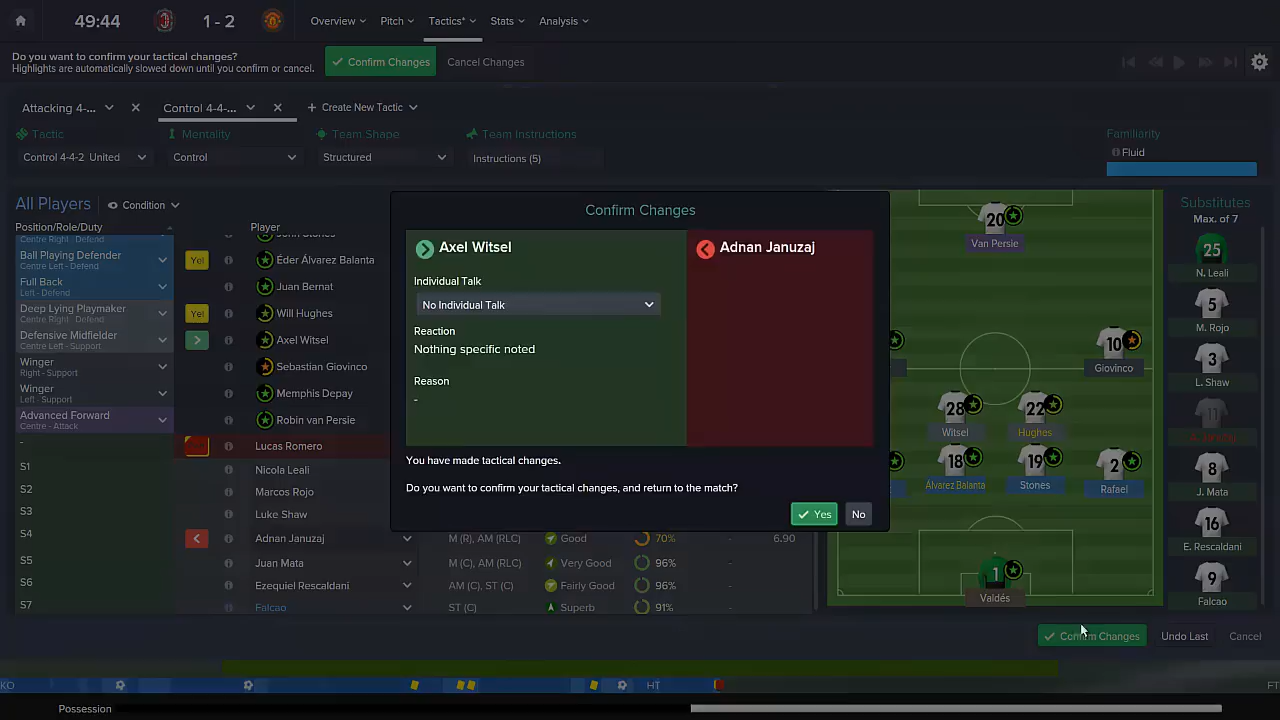 49:44 1 - 2 Overview Pitch Tactics* Stats Analysis
Do you want to confirm your tactical changes?
Highlights are automatically slowed down until you confirm or cancel.
Confirm Changes Cancel Changes
Attacking 4-... Control 4-4-... + Create New Tactic
Tactic Mentality Team Shape Team Instructions Familiarity
Control 4-4-2 United Control Structured Instructions (5) Fluid
All Players Condition Substitutes
Max. of 7
Position/Role/Duty Player
Centre Right - Defend John Stones
Ball Playing Defender
Centre Left - Defend Yel Éder Álvarez Balanta
Full Back
Left - Defend Juan Bernat
Deep Lying Playmaker
Centre Right - Defend Yel Will Hughes
Defensive Midfielder
Centre Left - Support Axel Witsel
Winger
Right - Support Sebastian Giovinco
Winger
Left - Support Memphis Depay
Advanced Forward
Centre - Attack Robin van Persie
- Lucas Romero
S1 Nicola Leali
S2 Marcos Rojo
S3 Luke Shaw
S4 Adnan Januzaj M (R), AM (RLC) Good 70% - 6.90
S5 Juan Mata M (C), AM (RLC) Very Good 96% -
S6 Ezequiel Rescaldani AM (C), ST (C) Fairly Good 96% -
S7 Falcao ST (C) Superb 91% -
Confirm Changes
Axel Witsel Adnan Januzaj
Individual Talk
No Individual Talk
Reaction
Nothing specific noted
Reason
-
You have made tactical changes.
Do you want to confirm your tactical changes, and return to the match?
Yes No
20
Van Persie
10
Giovinco
28 22
Witsel Hughes
18 19 2
Álvarez Balanta Stones Rafael
1
Valdés
25
N. Leali
5
M. Rojo
3
L. Shaw
11
A. Januzaj
8
J. Mata
16
E. Rescaldani
9
Falcao
Confirm Changes Undo Last Cancel
KO HT FT
Possession